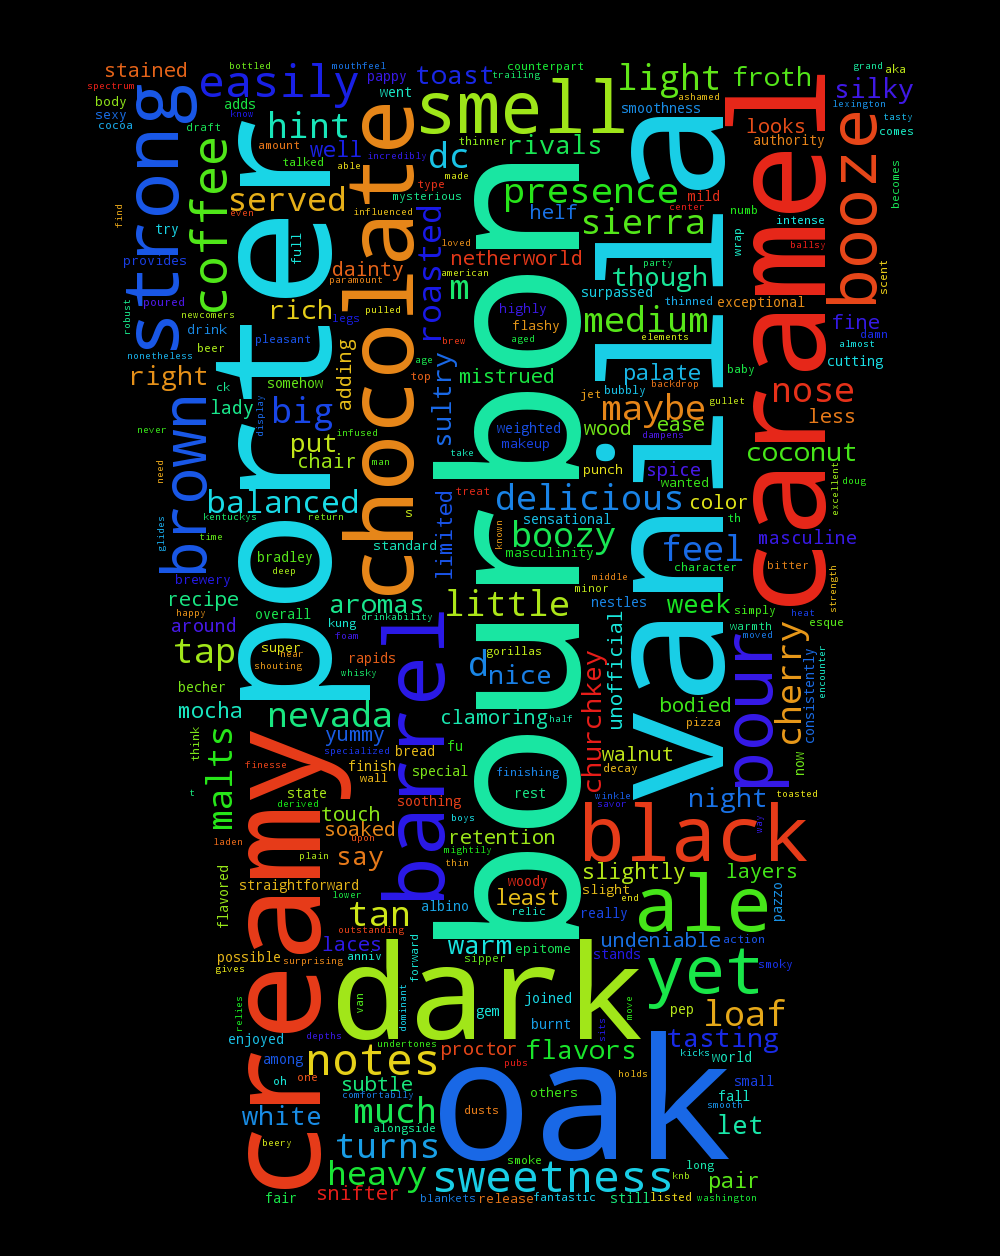 bottled
mouthfeel
counterpart
grand
aka
stained
easily
pappy
toast
trailing
smell
light
froth
silky
spectrum
body
strong
adds
went
ashamed
smoothness
lexington
sexy
know
cocoa
draft
coffee
porter
hint
well
chocolate
dc
thinner
rivals
vanilla
caramel
looks
booze
tasty
comes
amount
talked
incredibly
able
made
authority
served
type
mysterious
presence
mild
becomes
find
even
influenced
helf
sierra
center
numb
intense
try
full
roasted
loved
bourbon
wrap
ballsy
provides
dainty
netherworld
party
scent
american
though
paramount
m
surpassed
thinned
exceptional
robust
poured
rich
pulled
highly
medium
fine
newcomers
legs
flashy
damn
drink
pleasant
adding
brew
aged
elements
almost
nonetheless
beer
age
palate
cutting
right
somehow
top
mistrued
bubbly
baby
ck
backdrop
nose
lady
big
sultry
jet
maybe
gullet
less
brown
display
weighted
wood
ease
never
put
infused
makeup
dampens
coconut
chair
man
take
punch
spice
need
wanted
excellent
doug
balanced
limited
treat
delicious
color
kentuckys
return
s
sensational
th
glides
time
known
boozy
masculine
bradley
standard
masculinity
feel
deep
character
bitter
brewery
middle
minor
strength
recipe
happy
overall
aromas
little
nestles
week
simply
heat
around
kung
drinkability
warmth
esque
barrel
foam
unofficial
pour
moved
cherry
tap
super
near
shouting
rapids
gorillas
consistently
encounter
whisky
d
nice
churchkey
becher
mocha
nevada
clamoring
half
bodied
pizza
think
malts
yummy
creamy
specialized
bread
fu
walnut
now
finesse
finish
wall
special
finishing
decay
t
state
derived
soothing
rest
winkle
savor
night
toasted
touch
boys
black
way
laden
soaked
upon
retention
plain
say
mightily
thin
slightly
layers
flavored
straightforward
woody
slight
end
lower
least
relic
ale
pazzo
tan
albino
really
outstanding
laces
warm
epitome
undeniable
action
possible
surprising
anniv
forward
sipper
stands
gives
dark
yet
smoky
van
dominant
gem
joined
move
pep
loaf
relies
enjoyed
depths
burnt
sits
undertones
tasting
among
notes
proctor
pubs
flavors
kicks
world
oh
one
subtle
holds
oak
small
comfortablly
others
fall
smooth
white
much
dusts
let
alongside
beery
turns
smoke
long
heavy
sweetness
knb
pair
fair
snifter
blankets
release
fantastic
still
listed
washington